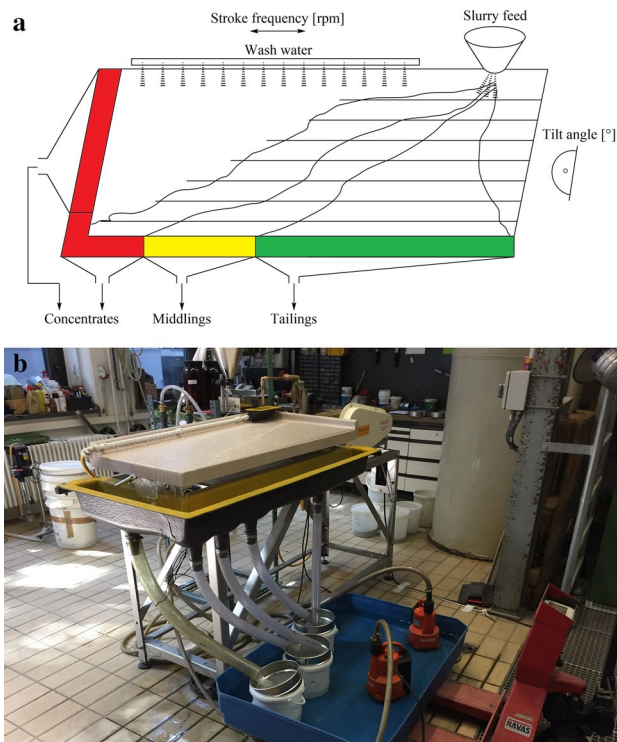 a
Stroke frequency [rpm]
Slurry feed
Wash water
Tilt angle [°]
Concentrates
Middlings
Tailings
b
RAVAS